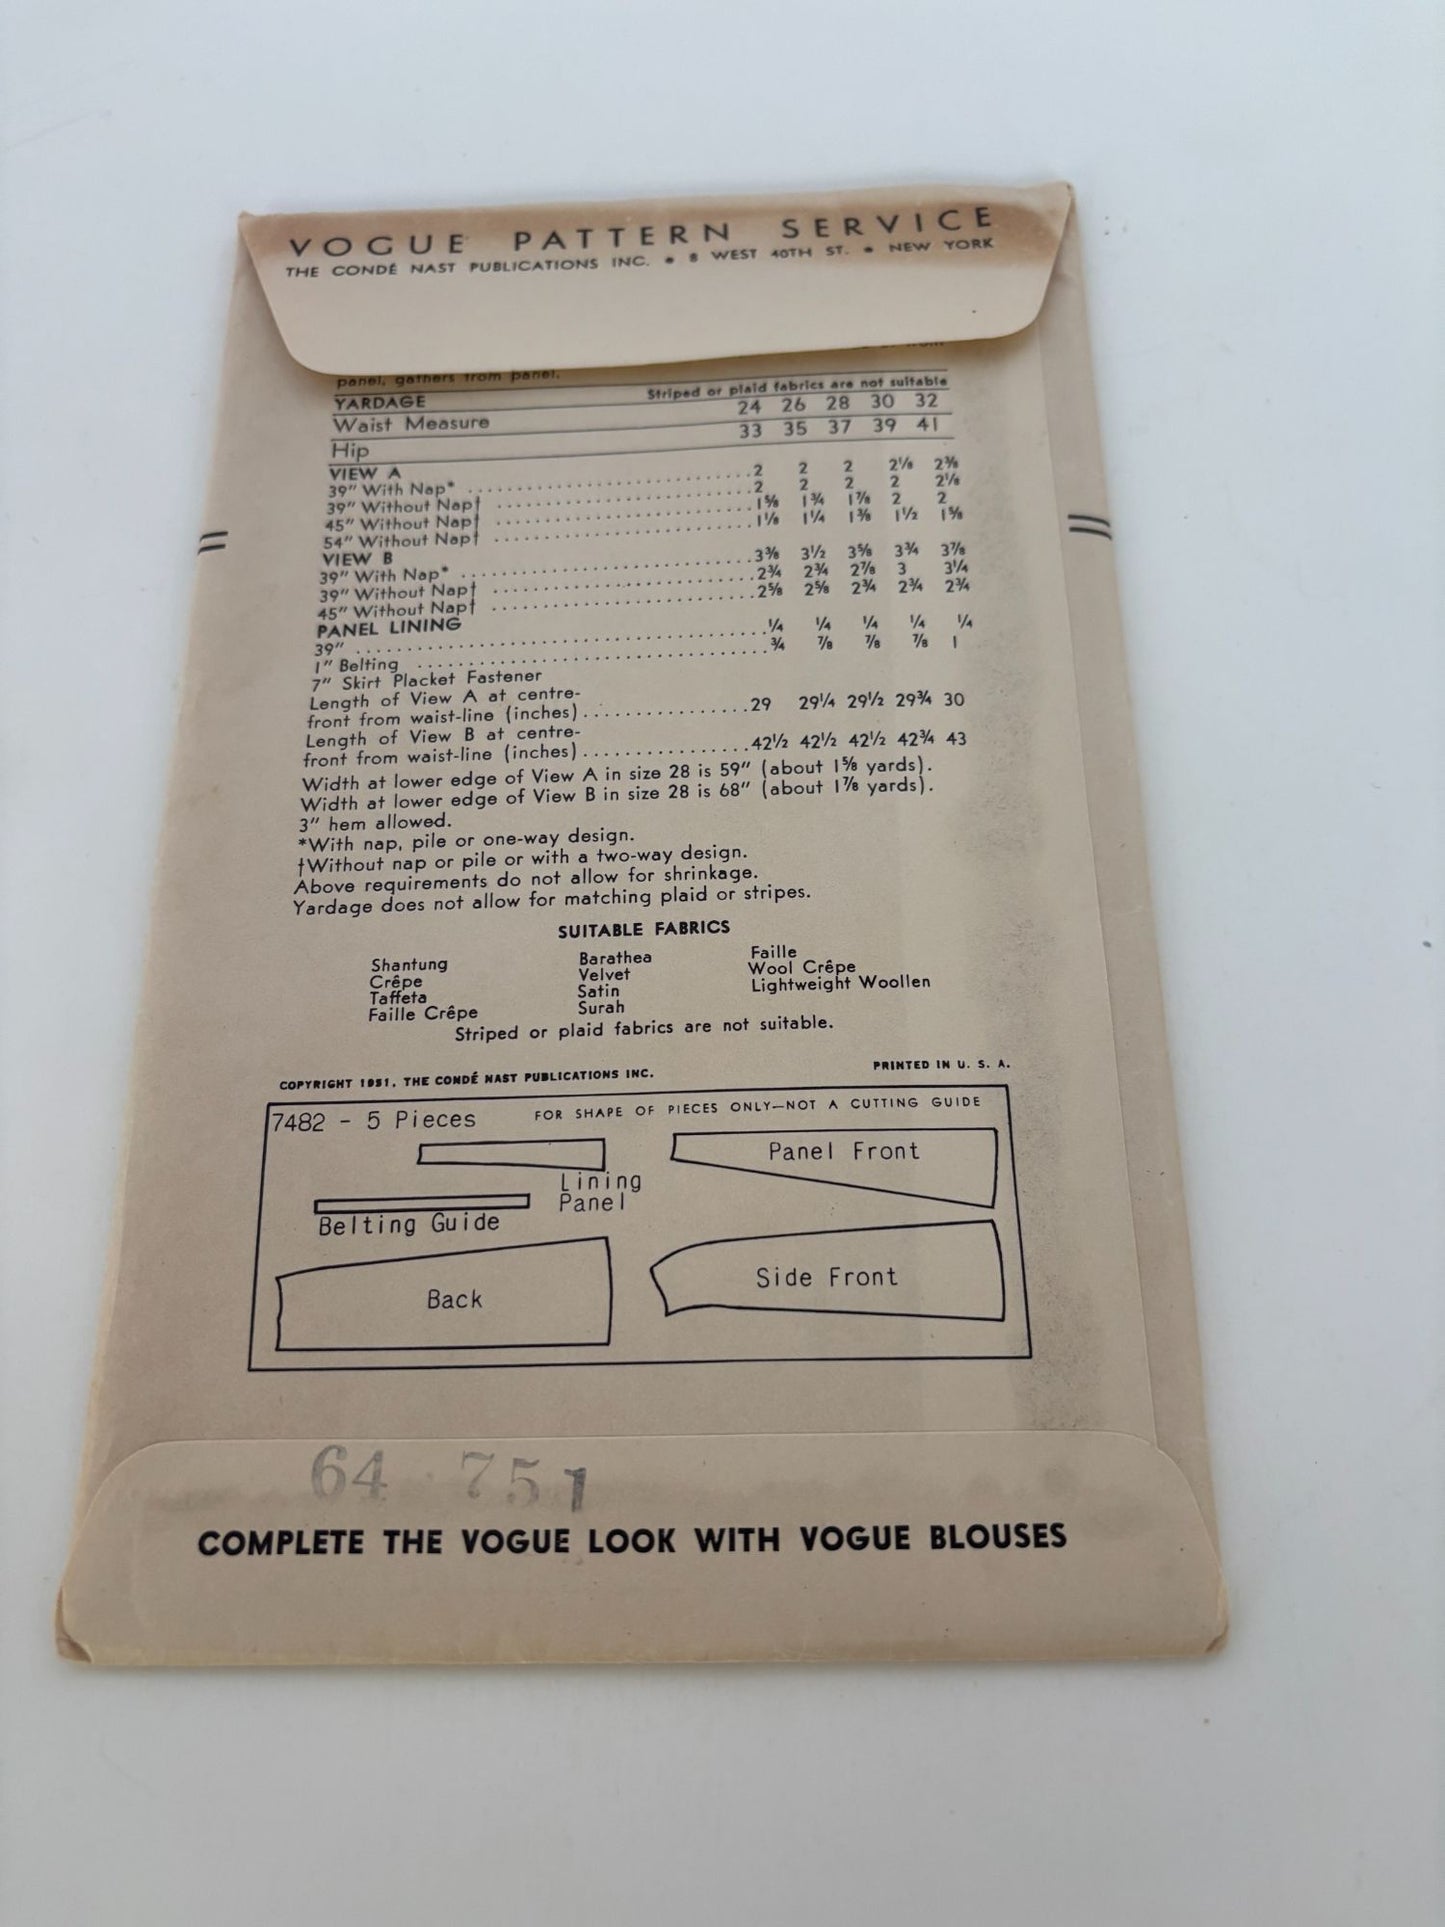 VOGUE PATTERN SERVICE
THE CONDÉ NAST PUBLICATIONS INC. • 8 WEST 40TH ST. • NEW YORK
panel, gathers from panel.
YARDAGE Striped or plaid fabrics are not suitable
Waist Measure 24 26 28 30 32
Hip 33 35 37 39 41
VIEW A
39" With Nap* 2 2 2 2⅛ 2⅜
39" Without Nap† 2 2 2 2 2⅛
45" Without Nap† 1⅝ 1¾ 1⅞ 2 2
54" Without Nap† 1⅛ 1¼ 1⅜ 1½ 1⅝
VIEW B
39" With Nap* 3⅜ 3½ 3⅝ 3¾ 3⅞
39" Without Nap† 2¾ 2¾ 2⅞ 3 3¼
45" Without Nap† 2⅝ 2⅝ 2¾ 2¾ 2¾
PANEL LINING
39" ¼ ¼ ¼ ¼ ¼
1" Belting ¾ ⅞ ⅞ ⅞ 1
7" Skirt Placket Fastener
Length of View A at centre-
front from waist-line (inches) 29 29¼ 29½ 29¾ 30
Length of View B at centre-
front from waist-line (inches) 42½ 42½ 42½ 42¾ 43
Width at lower edge of View A in size 28 is 59" (about 1⅝ yards).
Width at lower edge of View B in size 28 is 68" (about 1⅞ yards).
3" hem allowed.
*With nap, pile or one-way design.
†Without nap or pile or with a two-way design.
Above requirements do not allow for shrinkage.
Yardage does not allow for matching plaid or stripes.
SUITABLE FABRICS
Shantung Barathea Faille
Crêpe Velvet Wool Crêpe
Taffeta Satin Lightweight Woollen
Faille Crêpe Surah
Striped or plaid fabrics are not suitable.
COPYRIGHT 1951, THE CONDÉ NAST PUBLICATIONS INC. PRINTED IN U. S. A.
7482 - 5 Pieces FOR SHAPE OF PIECES ONLY—NOT A CUTTING GUIDE
Panel Front
Lining
Panel
Belting Guide
Side Front
Back
64 751
COMPLETE THE VOGUE LOOK WITH VOGUE BLOUSES